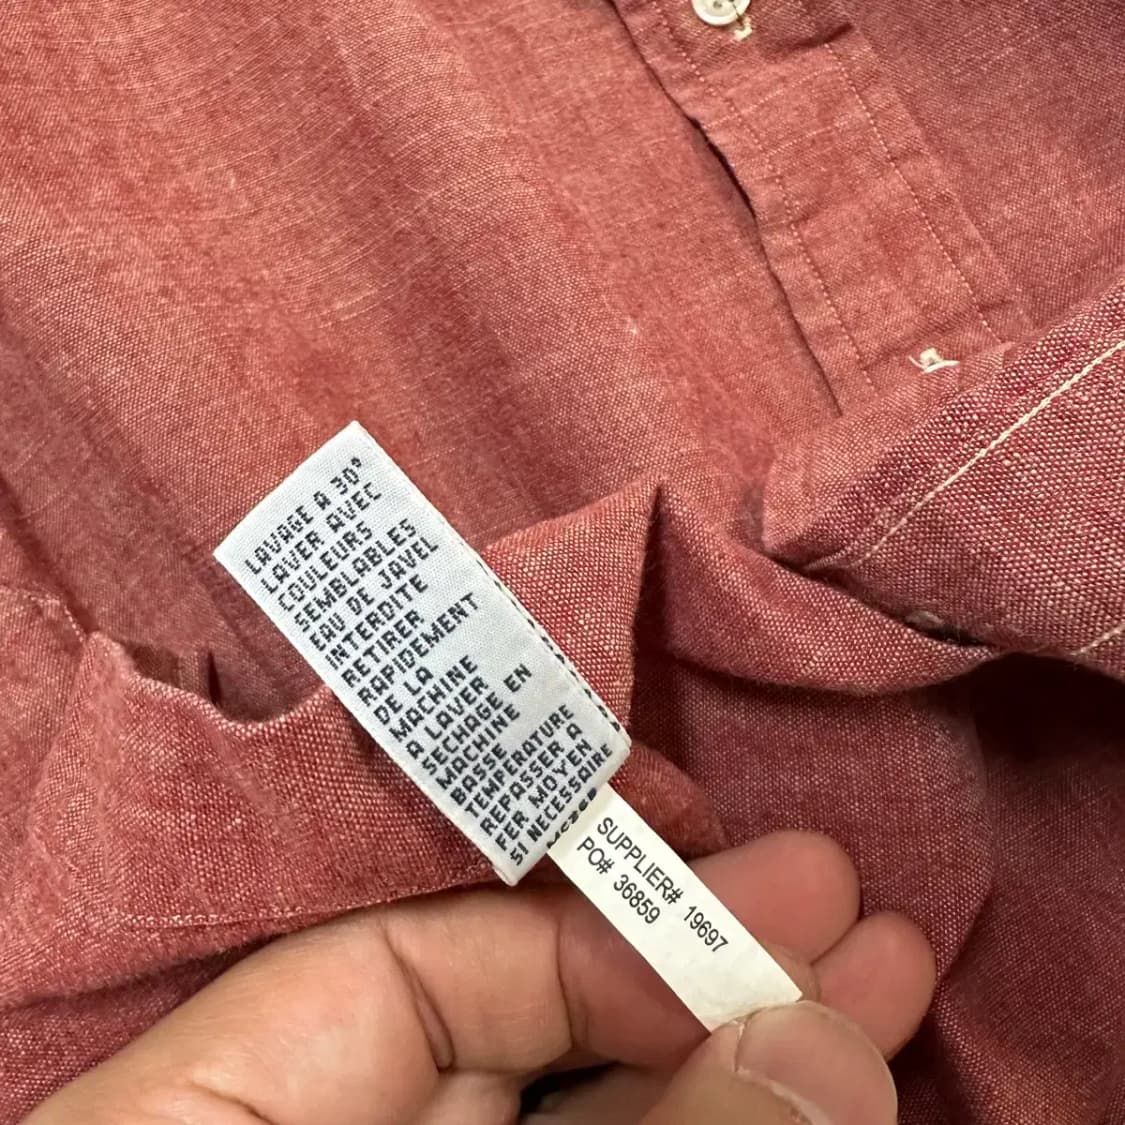 LAVAGE A 30°
LAVER AVEC
COULEURS
SEMBLABLES
EAU DE JAVEL
INTERDITE
RETIRER
RAPIDEMENT
DE LA
MACHINE
A LAVER
SECHAGE EN
MACHINE
BASSE
TEMPERATURE
REPASSER A
FER MOYEN
SI NECESSAIRE
SUPPLIER# 19697
PO# 36859